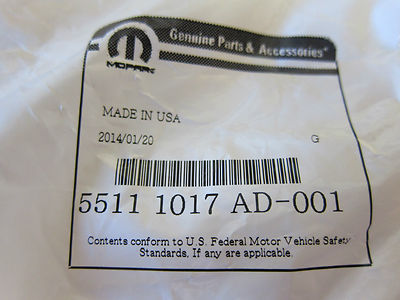 Genuine Parts & Accessories®
MOPAR®
MADE IN USA
2014/01/20 G
5511 1017 AD-001
Contents conform to U.S. Federal Motor Vehicle Safety
Standards, If any are applicable.